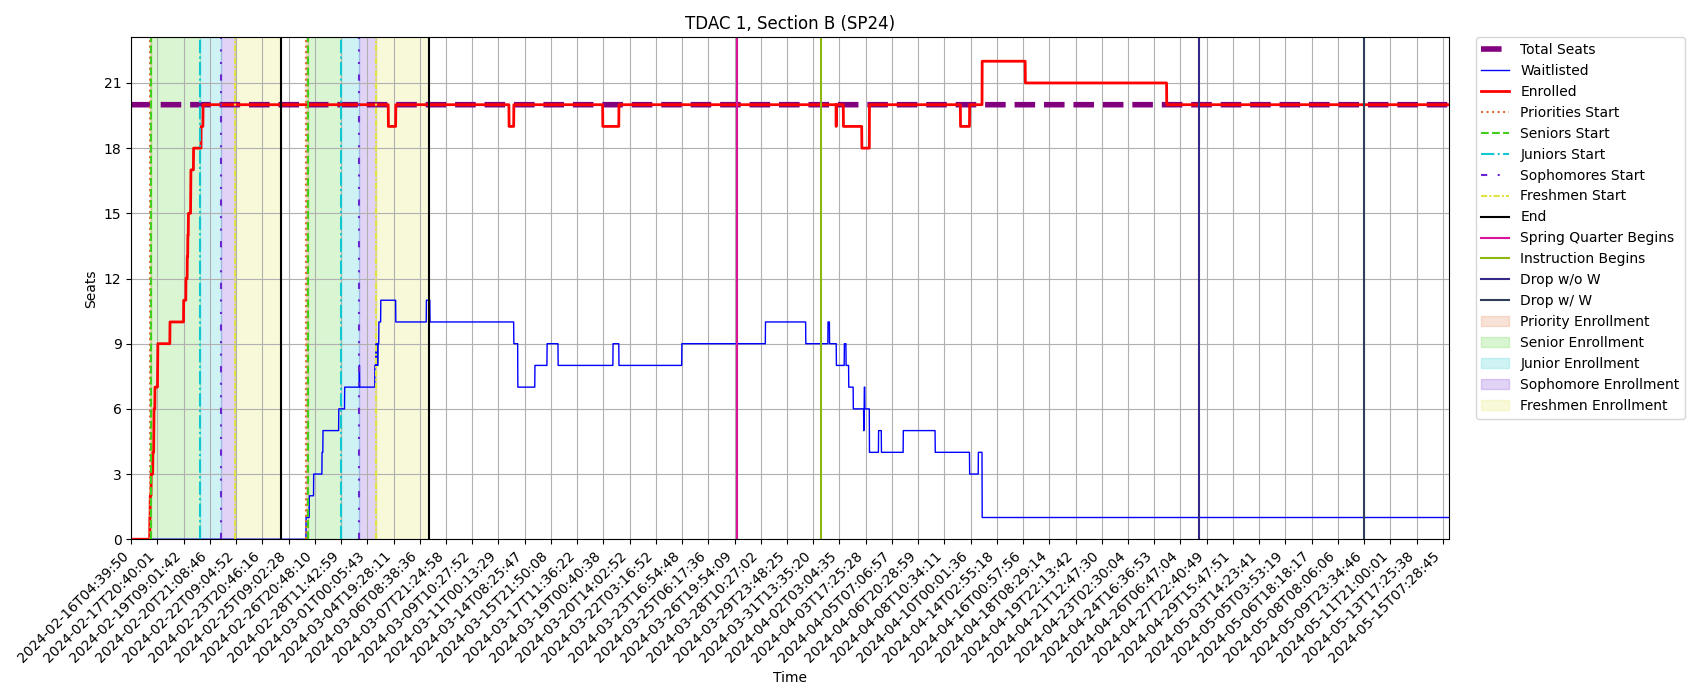 TDAC 1, Section B (SP24)
Seats
21
18
15
12
9
6
3
0
2024-02-16T04:39:50
2024-02-17T20:40:01
2024-02-19T09:01:42
2024-02-20T21:08:46
2024-02-22T09:04:52
2024-02-23T20:46:16
2024-02-25T09:02:28
2024-02-26T20:48:10
2024-02-28T11:42:59
2024-03-01T00:05:43
2024-03-04T19:28:11
2024-03-06T08:38:36
2024-03-07T21:24:58
2024-03-09T10:27:52
2024-03-11T00:13:29
2024-03-14T08:25:47
2024-03-15T21:50:08
2024-03-17T11:36:22
2024-03-19T00:40:38
2024-03-20T14:02:52
2024-03-22T03:16:52
2024-03-23T16:54:48
2024-03-25T06:17:36
2024-03-26T19:54:09
2024-03-28T10:27:02
2024-03-29T23:48:25
2024-03-31T13:35:20
2024-04-02T03:04:35
2024-04-03T17:25:28
2024-04-05T07:06:57
2024-04-06T20:28:59
2024-04-08T10:34:11
2024-04-10T00:01:36
2024-04-14T02:55:18
2024-04-16T00:57:56
2024-04-18T08:29:14
2024-04-19T22:13:42
2024-04-21T12:47:30
2024-04-23T02:30:04
2024-04-24T16:36:53
2024-04-26T06:47:04
2024-04-27T22:40:49
2024-04-29T15:47:51
2024-05-03T14:23:41
2024-05-05T03:53:19
2024-05-06T18:18:17
2024-05-08T08:06:06
2024-05-09T23:34:46
2024-05-11T21:00:01
2024-05-13T17:25:38
2024-05-15T07:28:45
Time
Total Seats
Waitlisted
Enrolled
Priorities Start
Seniors Start
Juniors Start
Sophomores Start
Freshmen Start
End
Spring Quarter Begins
Instruction Begins
Drop w/o W
Drop w/ W
Priority Enrollment
Senior Enrollment
Junior Enrollment
Sophomore Enrollment
Freshmen Enrollment